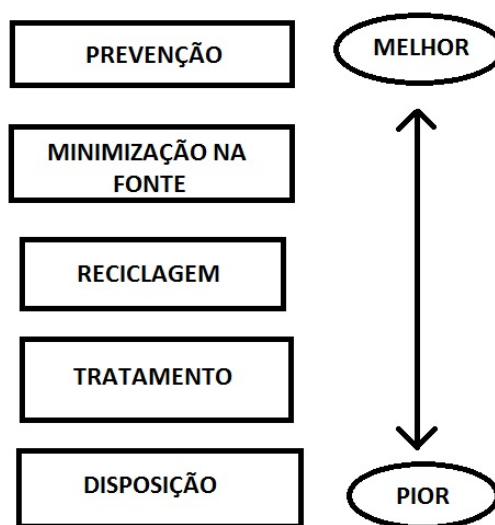 PREVENÇÃO
MELHOR
MINIMIZAÇÃO NA
FONTE
RECICLAGEM
TRATAMENTO
DISPOSIÇÃO
PIOR